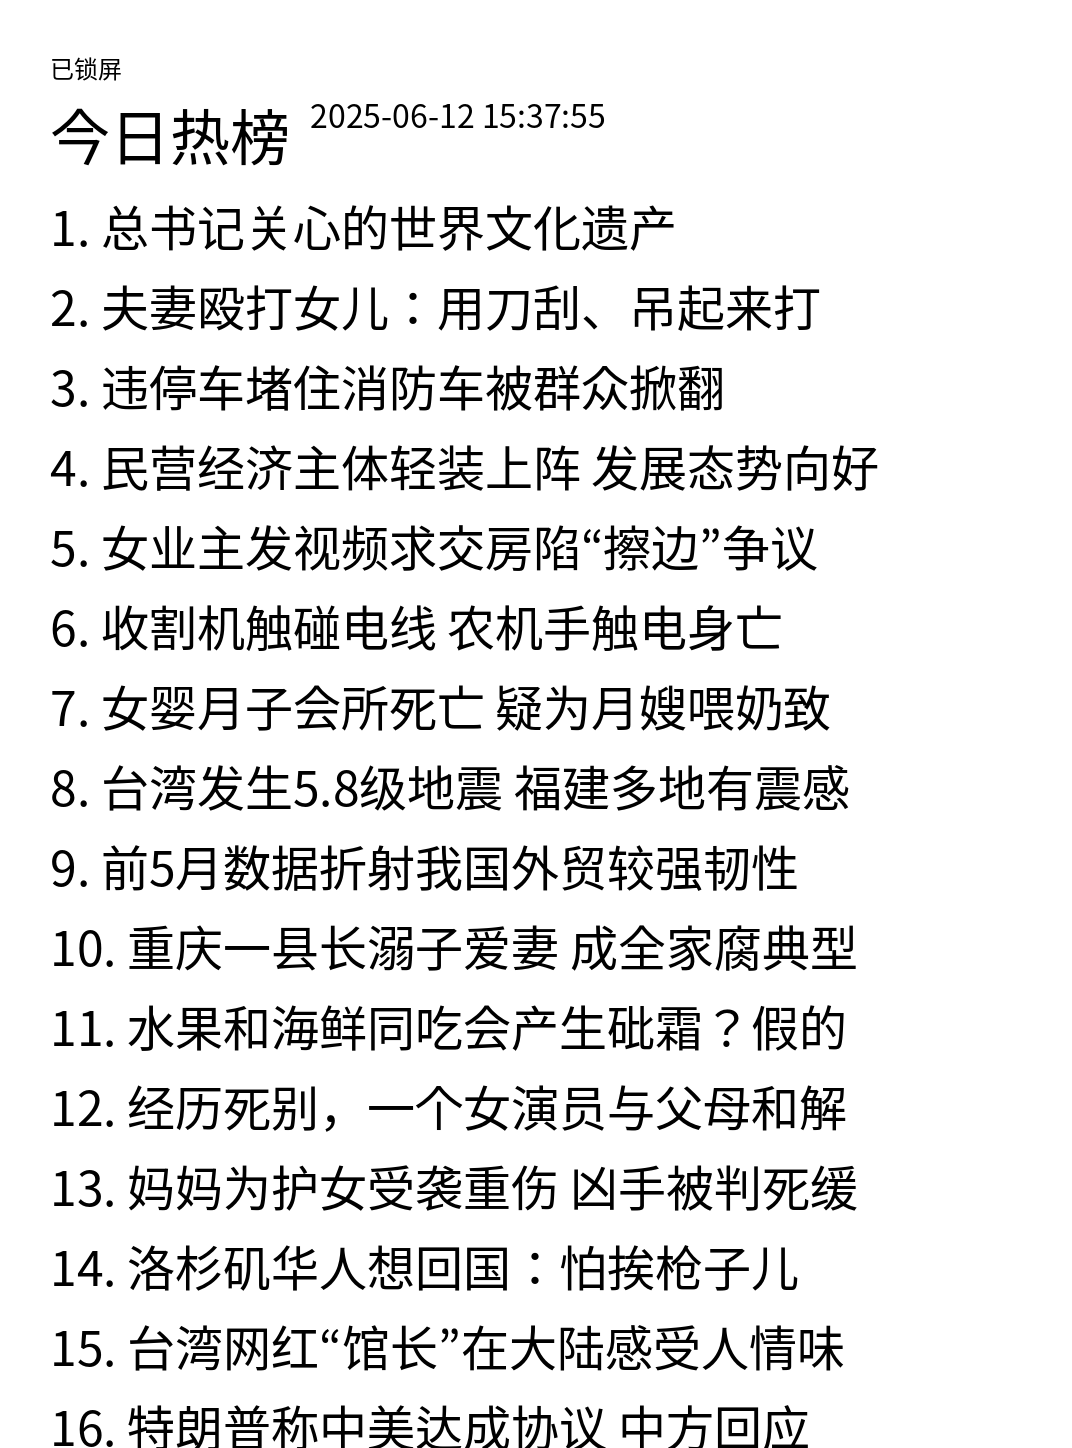 已锁屏
今日热榜 2025-06-12 15:37:55
1. 总书记关心的世界文化遗产
2. 夫妻殴打女儿：用刀刮、吊起来打
3. 违停车堵住消防车被群众掀翻
4. 民营经济主体轻装上阵 发展态势向好
5. 女业主发视频求交房陷“擦边”争议
6. 收割机触碰电线 农机手触电身亡
7. 女婴月子会所死亡 疑为月嫂喂奶致
8. 台湾发生5.8级地震 福建多地有震感
9. 前5月数据折射我国外贸较强韧性
10. 重庆一县长溺子爱妻 成全家腐典型
11. 水果和海鲜同吃会产生砒霜？假的
12. 经历死别，一个女演员与父母和解
13. 妈妈为护女受袭重伤 凶手被判死缓
14. 洛杉矶华人想回国：怕挨枪子儿
15. 台湾网红“馆长”在大陆感受人情味
16. 特朗普称中美达成协议 中方回应